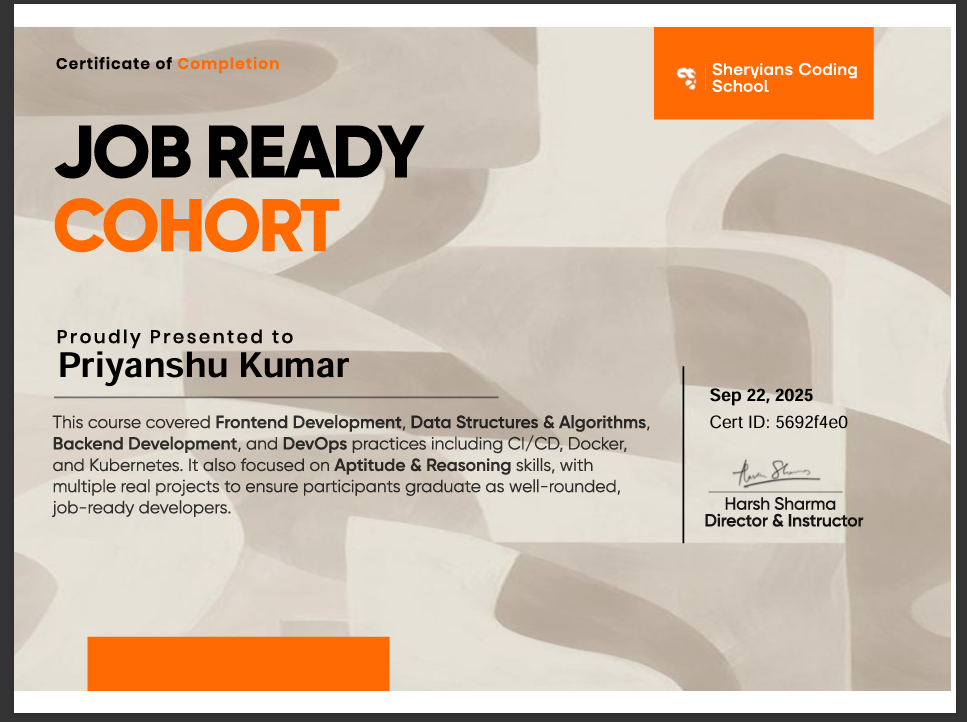 Certificate of Completion
Sheryians Coding
School
JOB READY
COHORT
Proudly Presented to
Priyanshu Kumar
This course covered Frontend Development, Data Structures & Algorithms,
Backend Development, and DevOps practices including CI/CD, Docker,
and Kubernetes. It also focused on Aptitude & Reasoning skills, with
multiple real projects to ensure participants graduate as well-rounded,
job-ready developers.
Sep 22, 2025
Cert ID: 5692f4e0
Harsh Sharma
Director & Instructor